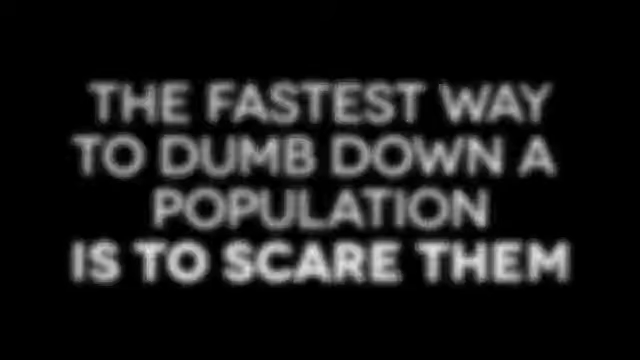 THE FASTEST WAY
TO DUMB DOWN A
POPULATION
IS TO SCARE THEM